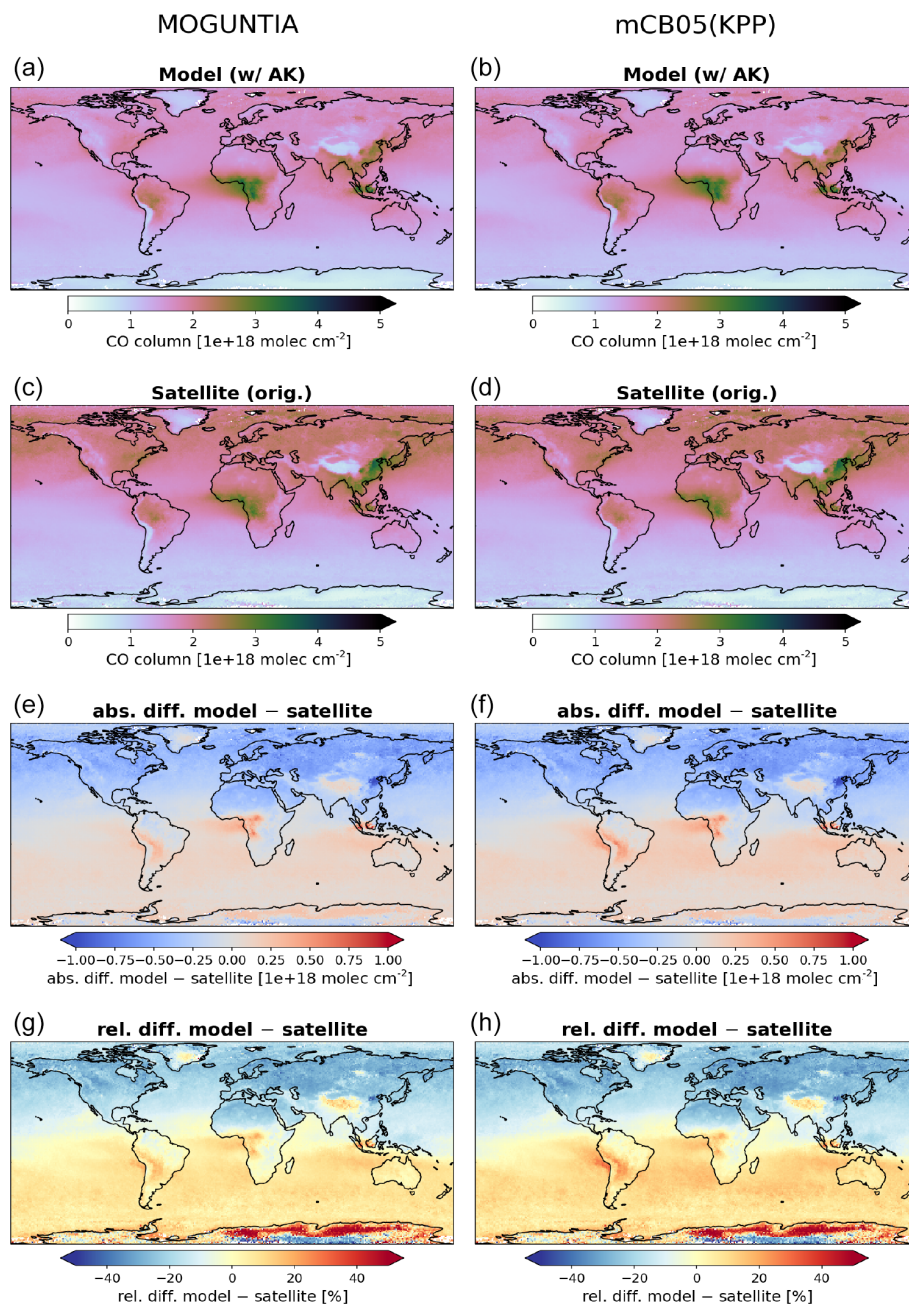 MOGUNTIA mCB05(KPP)
(a) (b)
Model (w/ AK) Model (w/ AK)
0 1 2 3 4 5 0 1 2 3 4 5
CO column [1e+18 molec cm⁻²] CO column [1e+18 molec cm⁻²]
(c) (d)
Satellite (orig.) Satellite (orig.)
0 1 2 3 4 5 0 1 2 3 4 5
CO column [1e+18 molec cm⁻²] CO column [1e+18 molec cm⁻²]
(e) (f)
abs. diff. model − satellite abs. diff. model − satellite
−1.00 −0.75 −0.50 −0.25 0.00 0.25 0.50 0.75 1.00 −1.00 −0.75 −0.50 −0.25 0.00 0.25 0.50 0.75 1.00
abs. diff. model − satellite [1e+18 molec cm⁻²] abs. diff. model − satellite [1e+18 molec cm⁻²]
(g) (h)
rel. diff. model − satellite rel. diff. model − satellite
−40 −20 0 20 40 −40 −20 0 20 40
rel. diff. model − satellite [%] rel. diff. model − satellite [%]